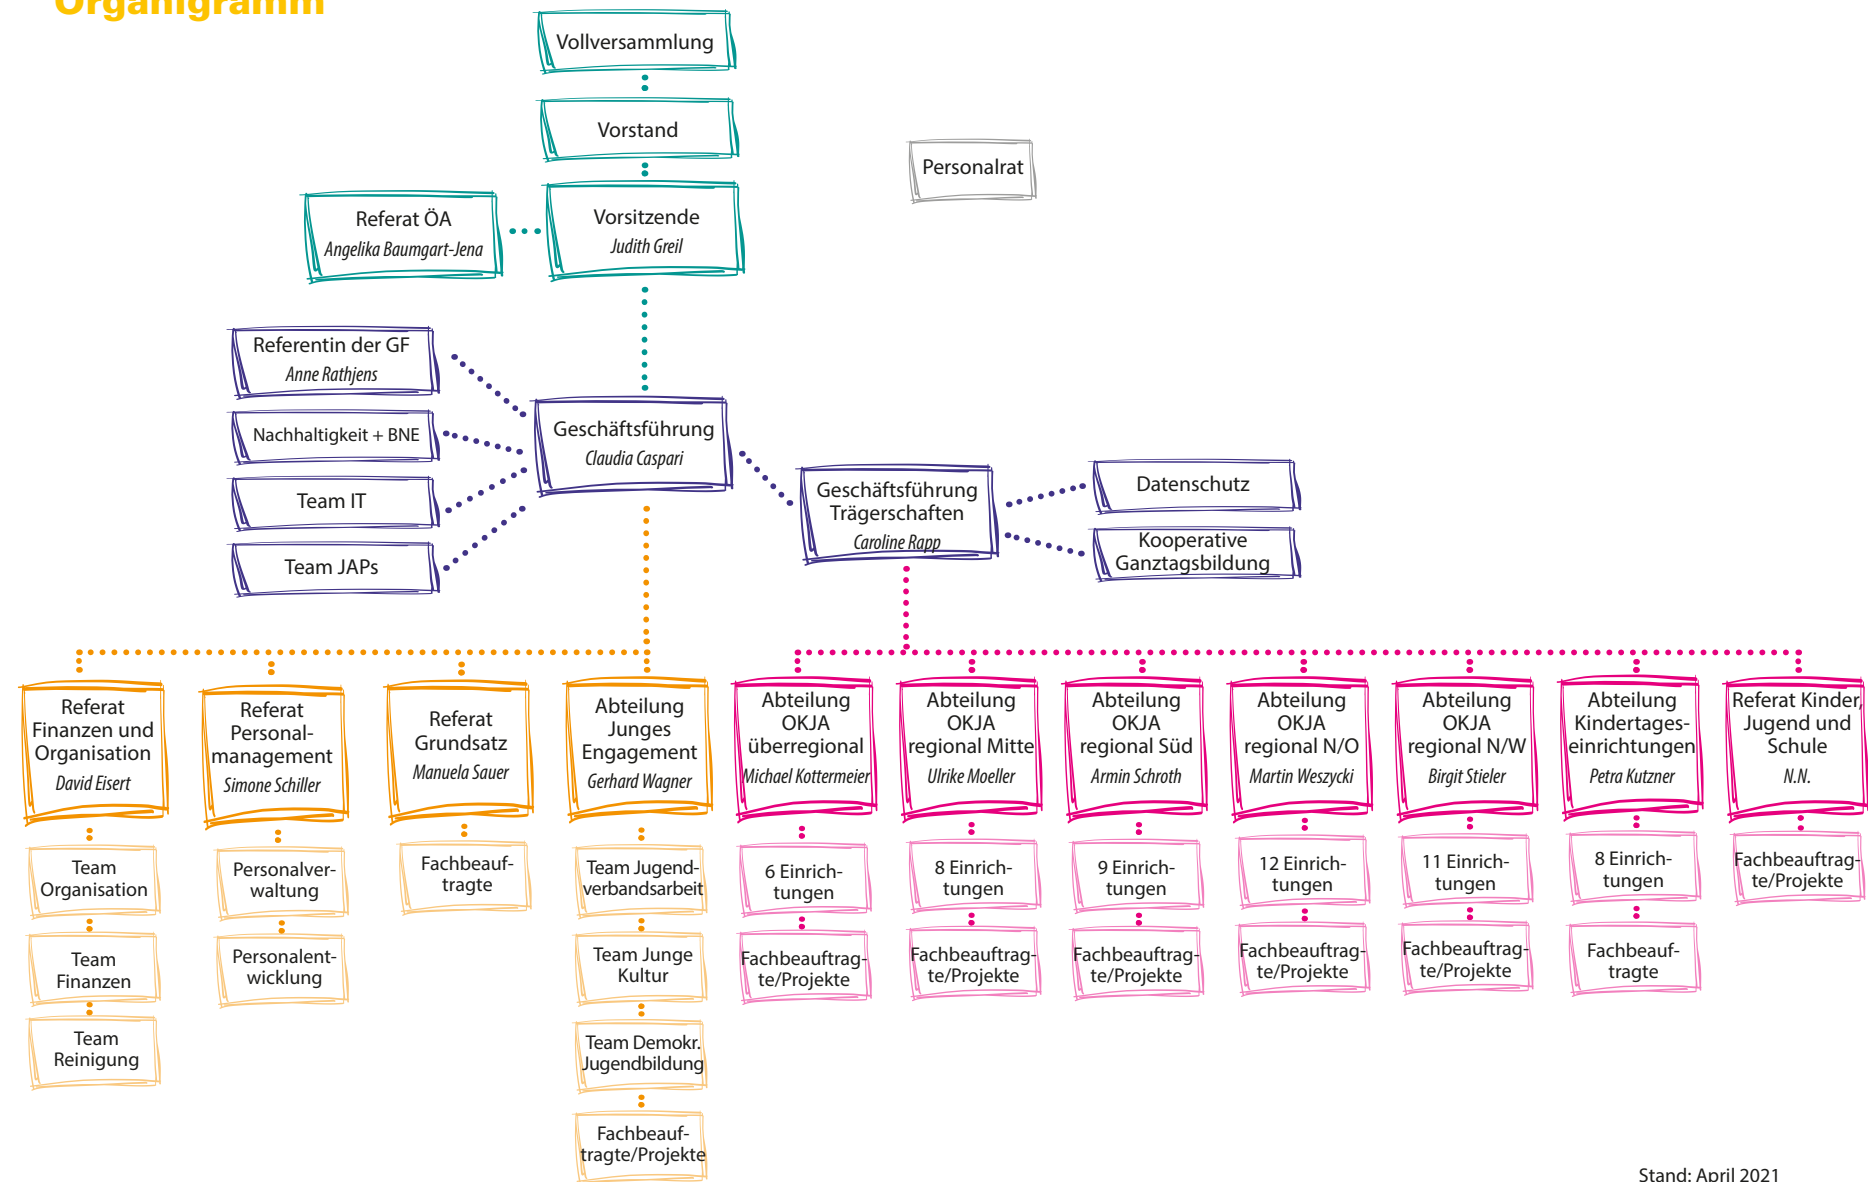 Organigramm
Vollversammlung
Vorstand
Personalrat
Referat ÖA
Angelika Baumgart-Jena
Vorsitzende
Judith Greil
Referentin der GF
Anne Rathjens
Nachhaltigkeit + BNE
Team IT
Team JAPs
Geschäftsführung
Claudia Caspari
Geschäftsführung
Trägerschaften
Caroline Rapp
Datenschutz
Kooperative
Ganztagsbildung
Referat
Finanzen und
Organisation
David Eisert
Referat
Personal-
management
Simone Schiller
Referat
Grundsatz
Manuela Sauer
Abteilung
Junges
Engagement
Gerhard Wagner
Abteilung
OKJA
überregional
Michael Kottermeier
Abteilung
OKJA
regional Mitte
Ulrike Moeller
Abteilung
OKJA
regional Süd
Armin Schroth
Abteilung
OKJA
regional N/O
Martin Weszycki
Abteilung
OKJA
regional N/W
Birgit Stieler
Abteilung
Kindertages-
einrichtungen
Petra Kutzner
Referat Kinder,
Jugend und
Schule
N.N.
Team
Organisation
Personalver-
waltung
Fachbeauf-
tragte
Team Jugend-
verbandsarbeit
6 Einrich-
tungen
8 Einrich-
tungen
9 Einrich-
tungen
12 Einrich-
tungen
11 Einrich-
tungen
8 Einrich-
tungen
Fachbeauftrag-
te/Projekte
Team
Finanzen
Personalent-
wicklung
Team Junge
Kultur
Fachbeauftrag-
te/Projekte
Fachbeauftrag-
te/Projekte
Fachbeauftrag-
te/Projekte
Fachbeauftrag-
te/Projekte
Fachbeauftrag-
te/Projekte
Fachbeauf-
tragte
Team
Reinigung
Team Demokr.
Jugendbildung
Fachbeauf-
tragte/Projekte
Stand: April 2021